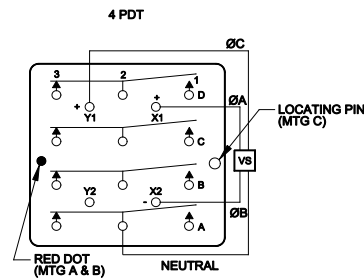 4 PDT
ØC
3 2 1
D
+ Y1 + X1
ØA
LOCATING PIN
(MTG C)
C
VS
B
Y2 - X2
ØB
A
RED DOT
(MTG A & B)
NEUTRAL